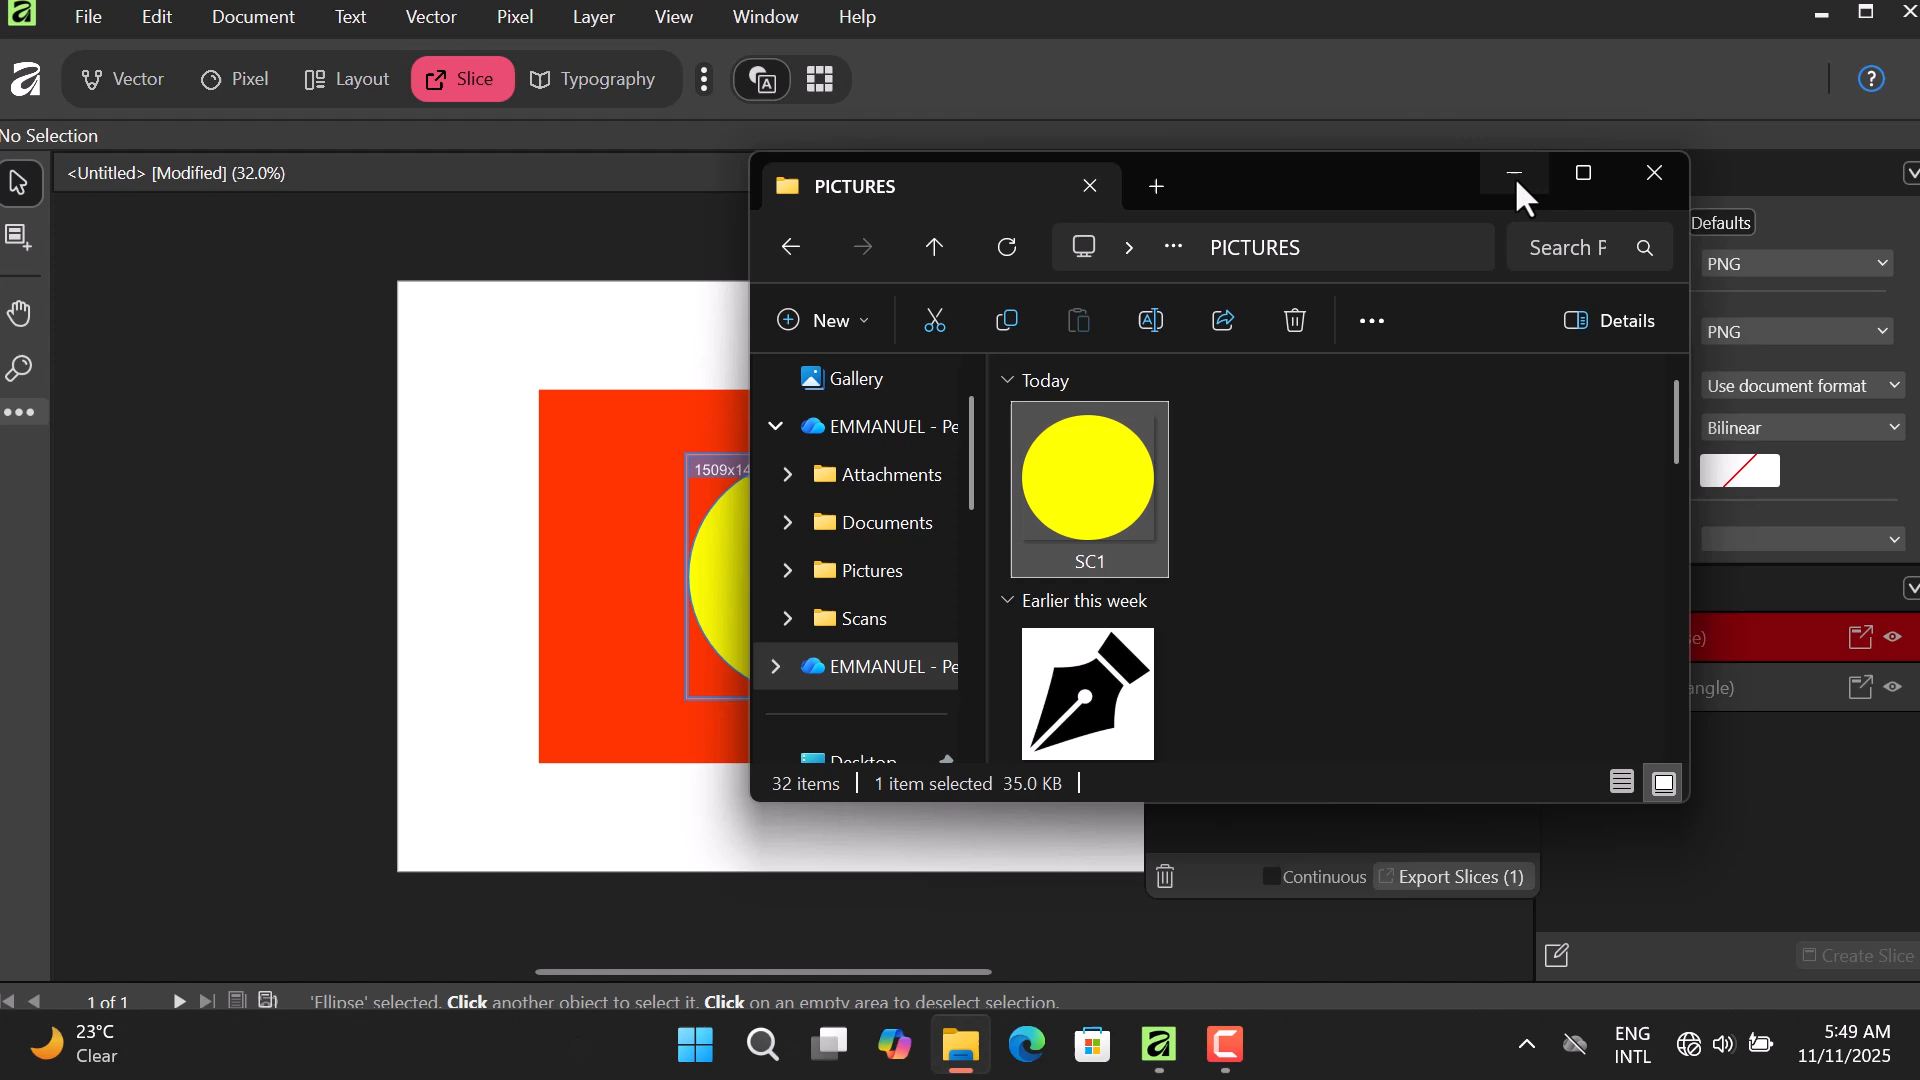 File Edit Document Text Vector Pixel Layer View Window Help
Vector Pixel Layout Slice Typography
No Selection
<Untitled> [Modified] (32.0%)
PICTURES
PICTURES
Search F
Defaults
PNG
New
Details
PNG
Gallery
Today
Use document format
EMMANUEL - Pe
Bilinear
1509x14
Attachments
Documents
SC1
Pictures
Earlier this week
Scans
se)
EMMANUEL - Pe
angle)
Desktop
32 items
1 item selected 35.0 KB
Continuous
Export Slices (1)
Create Slice
1 of 1
'Ellipse' selected. Click another object to select it. Click on an empty area to deselect selection.
23°C
Clear
ENG
INTL
5:49 AM
11/11/2025